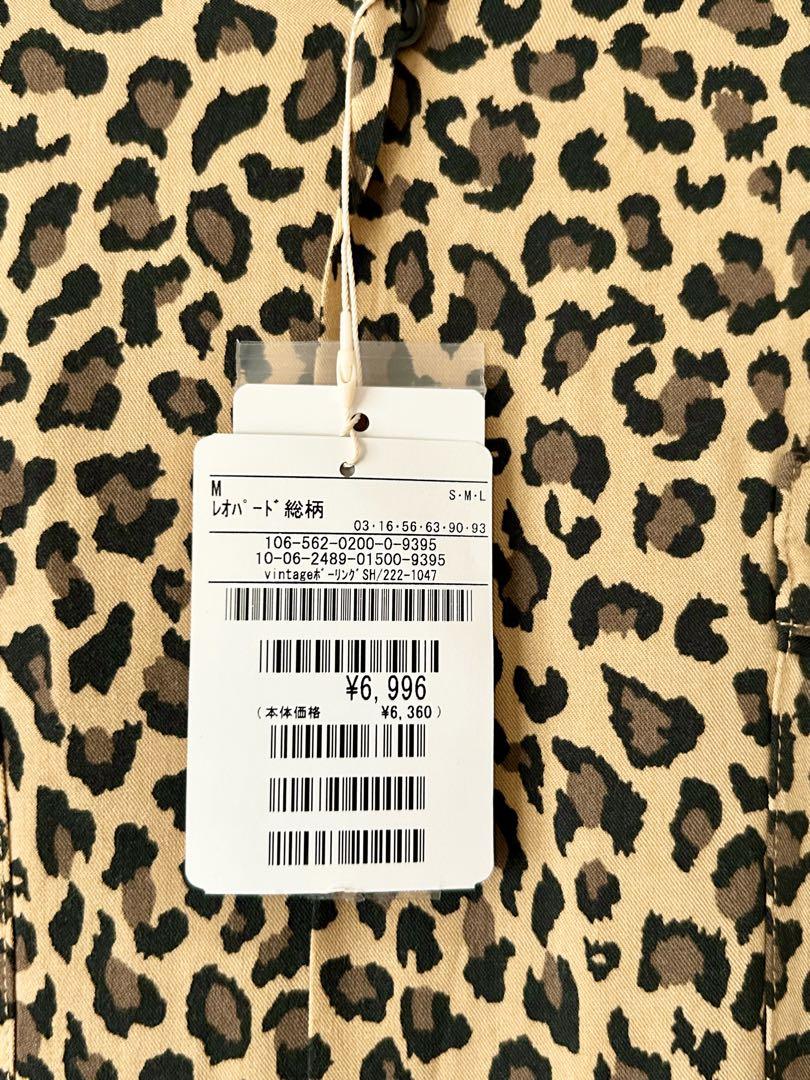 M
S・M・L
ﾚｵﾊﾟｰﾄﾞ総柄
03・16・56・63・90・93
106-562-0200-0-9395
10-06-2489-01500-9395
vintageﾎﾞｰﾘﾝｸﾞSH/222-1047
¥6,996
(本体価格 ¥6,360)